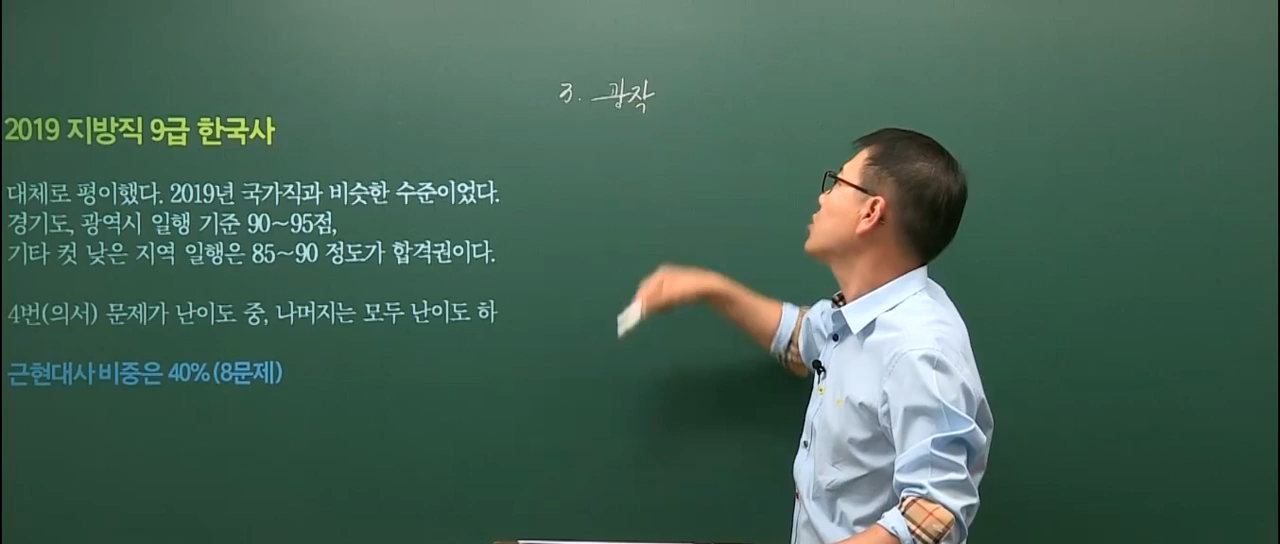 3. 광작
2019 지방직 9급 한국사
대체로 평이했다. 2019년 국가직과 비슷한 수준이었다.
경기도, 광역시 일행 기준 90~95점,
기타 컷 낮은 지역 일행은 85~90 정도가 합격권이다.
4번(의서) 문제가 난이도 중, 나머지는 모두 난이도 하
근현대사 비중은 40% (8문제)